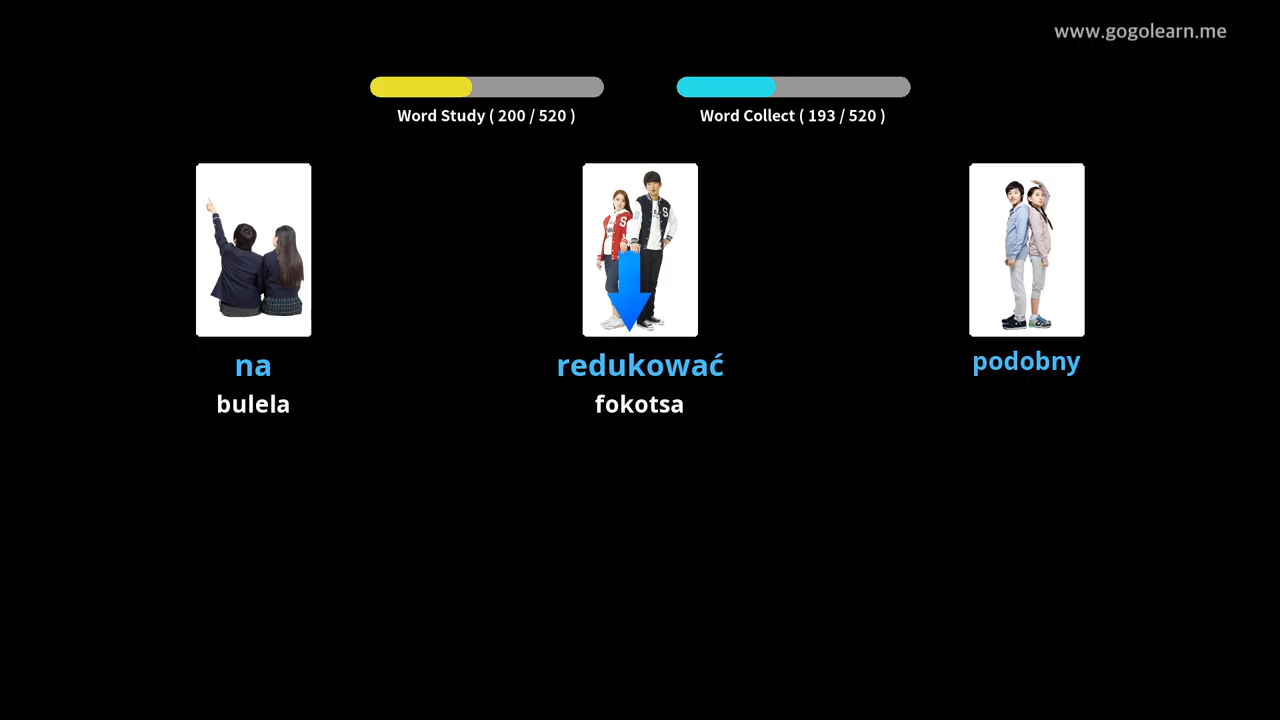 www.gogolearn.me
Word Study ( 200 / 520 )
Word Collect ( 193 / 520 )
S
S
na
redukować
podobny
bulela
fokotsa